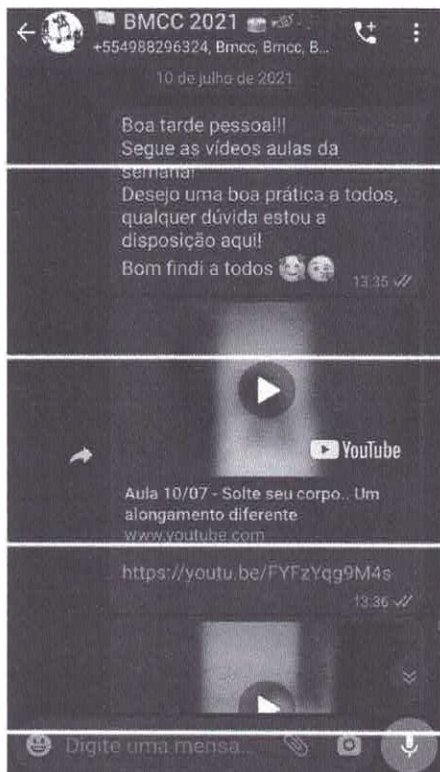 BMCC 2021
+554988296324, Bmcc, Bmcc, B...
10 de julho de 2021
Boa tarde pessoal!!!
Segue as vídeos aulas da
semana!
Desejo uma boa prática a todos,
qualquer dúvida estou a
disposição aqui!
Bom findi a todos
13:35
YouTube
Aula 10/07 - Solte seu corpo.. Um
alongamento diferente
www.youtube.com
https://youtu.be/FYFzYqg9M4s
13:36
Digite uma mensa...